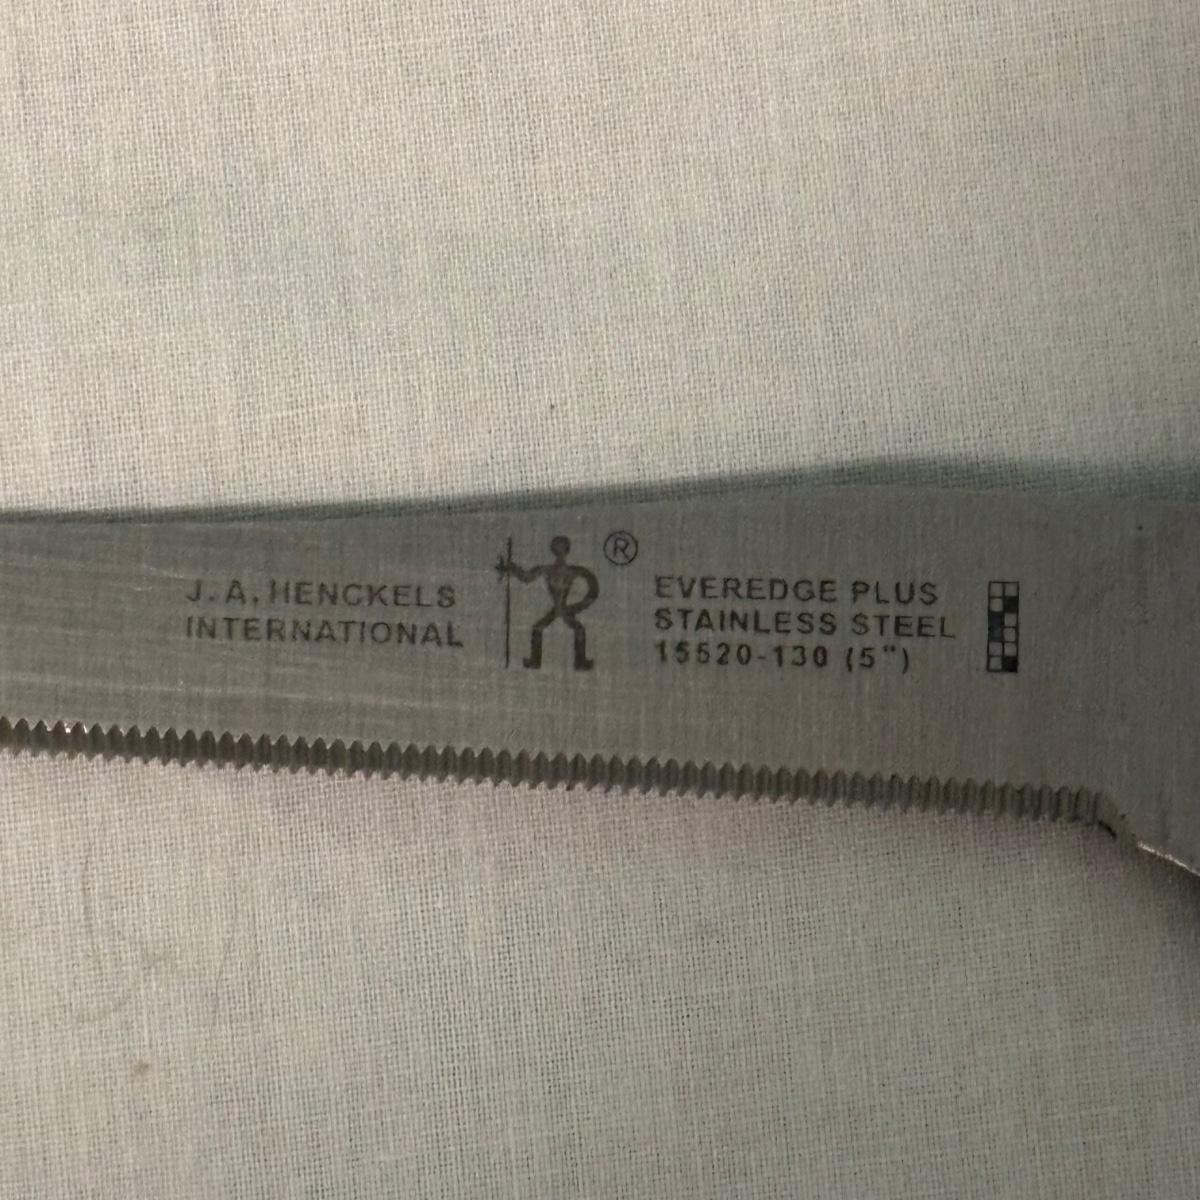 J. A. HENCKELS
INTERNATIONAL
®
EVEREDGE PLUS
STAINLESS STEEL
15520-130 (5")